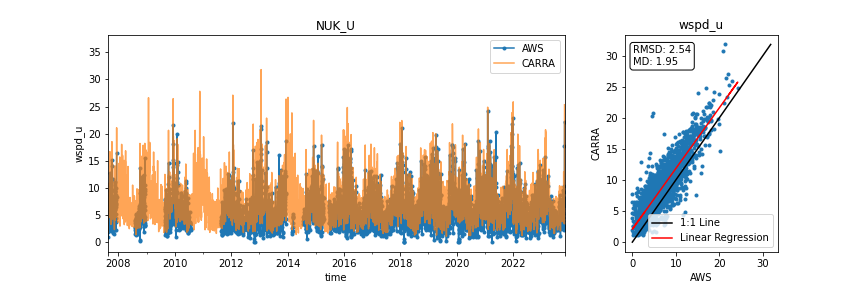 NUK_U
wspd_u
35
30
25
20
15
10
5
0
2008
2010
2012
2014
2016
2018
2020
2022
time
AWS
CARRA
wspd_u
CARRA
30
25
20
15
10
5
0
0
10
20
30
AWS
RMSD: 2.54
MD: 1.95
1:1 Line
Linear Regression